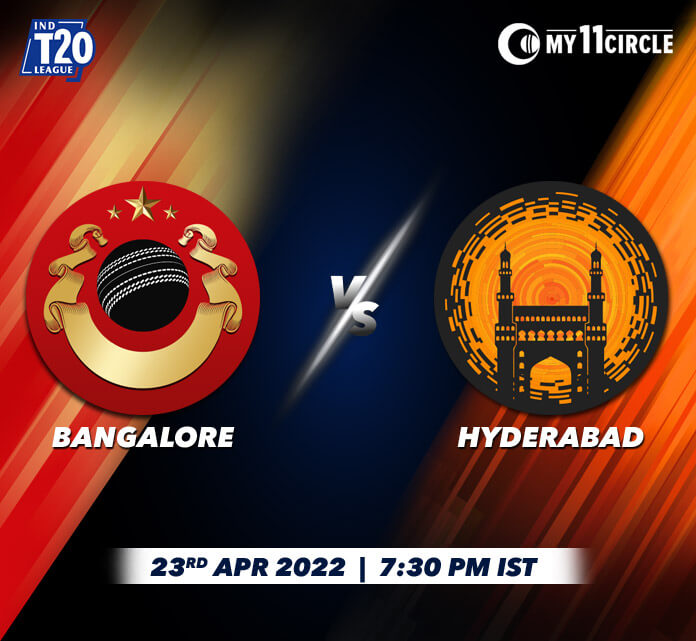 IND
T20
LEAGUE
MY11CIRCLE
VS
BANGALORE
HYDERABAD
23RD APR 2022 | 7:30 PM IST